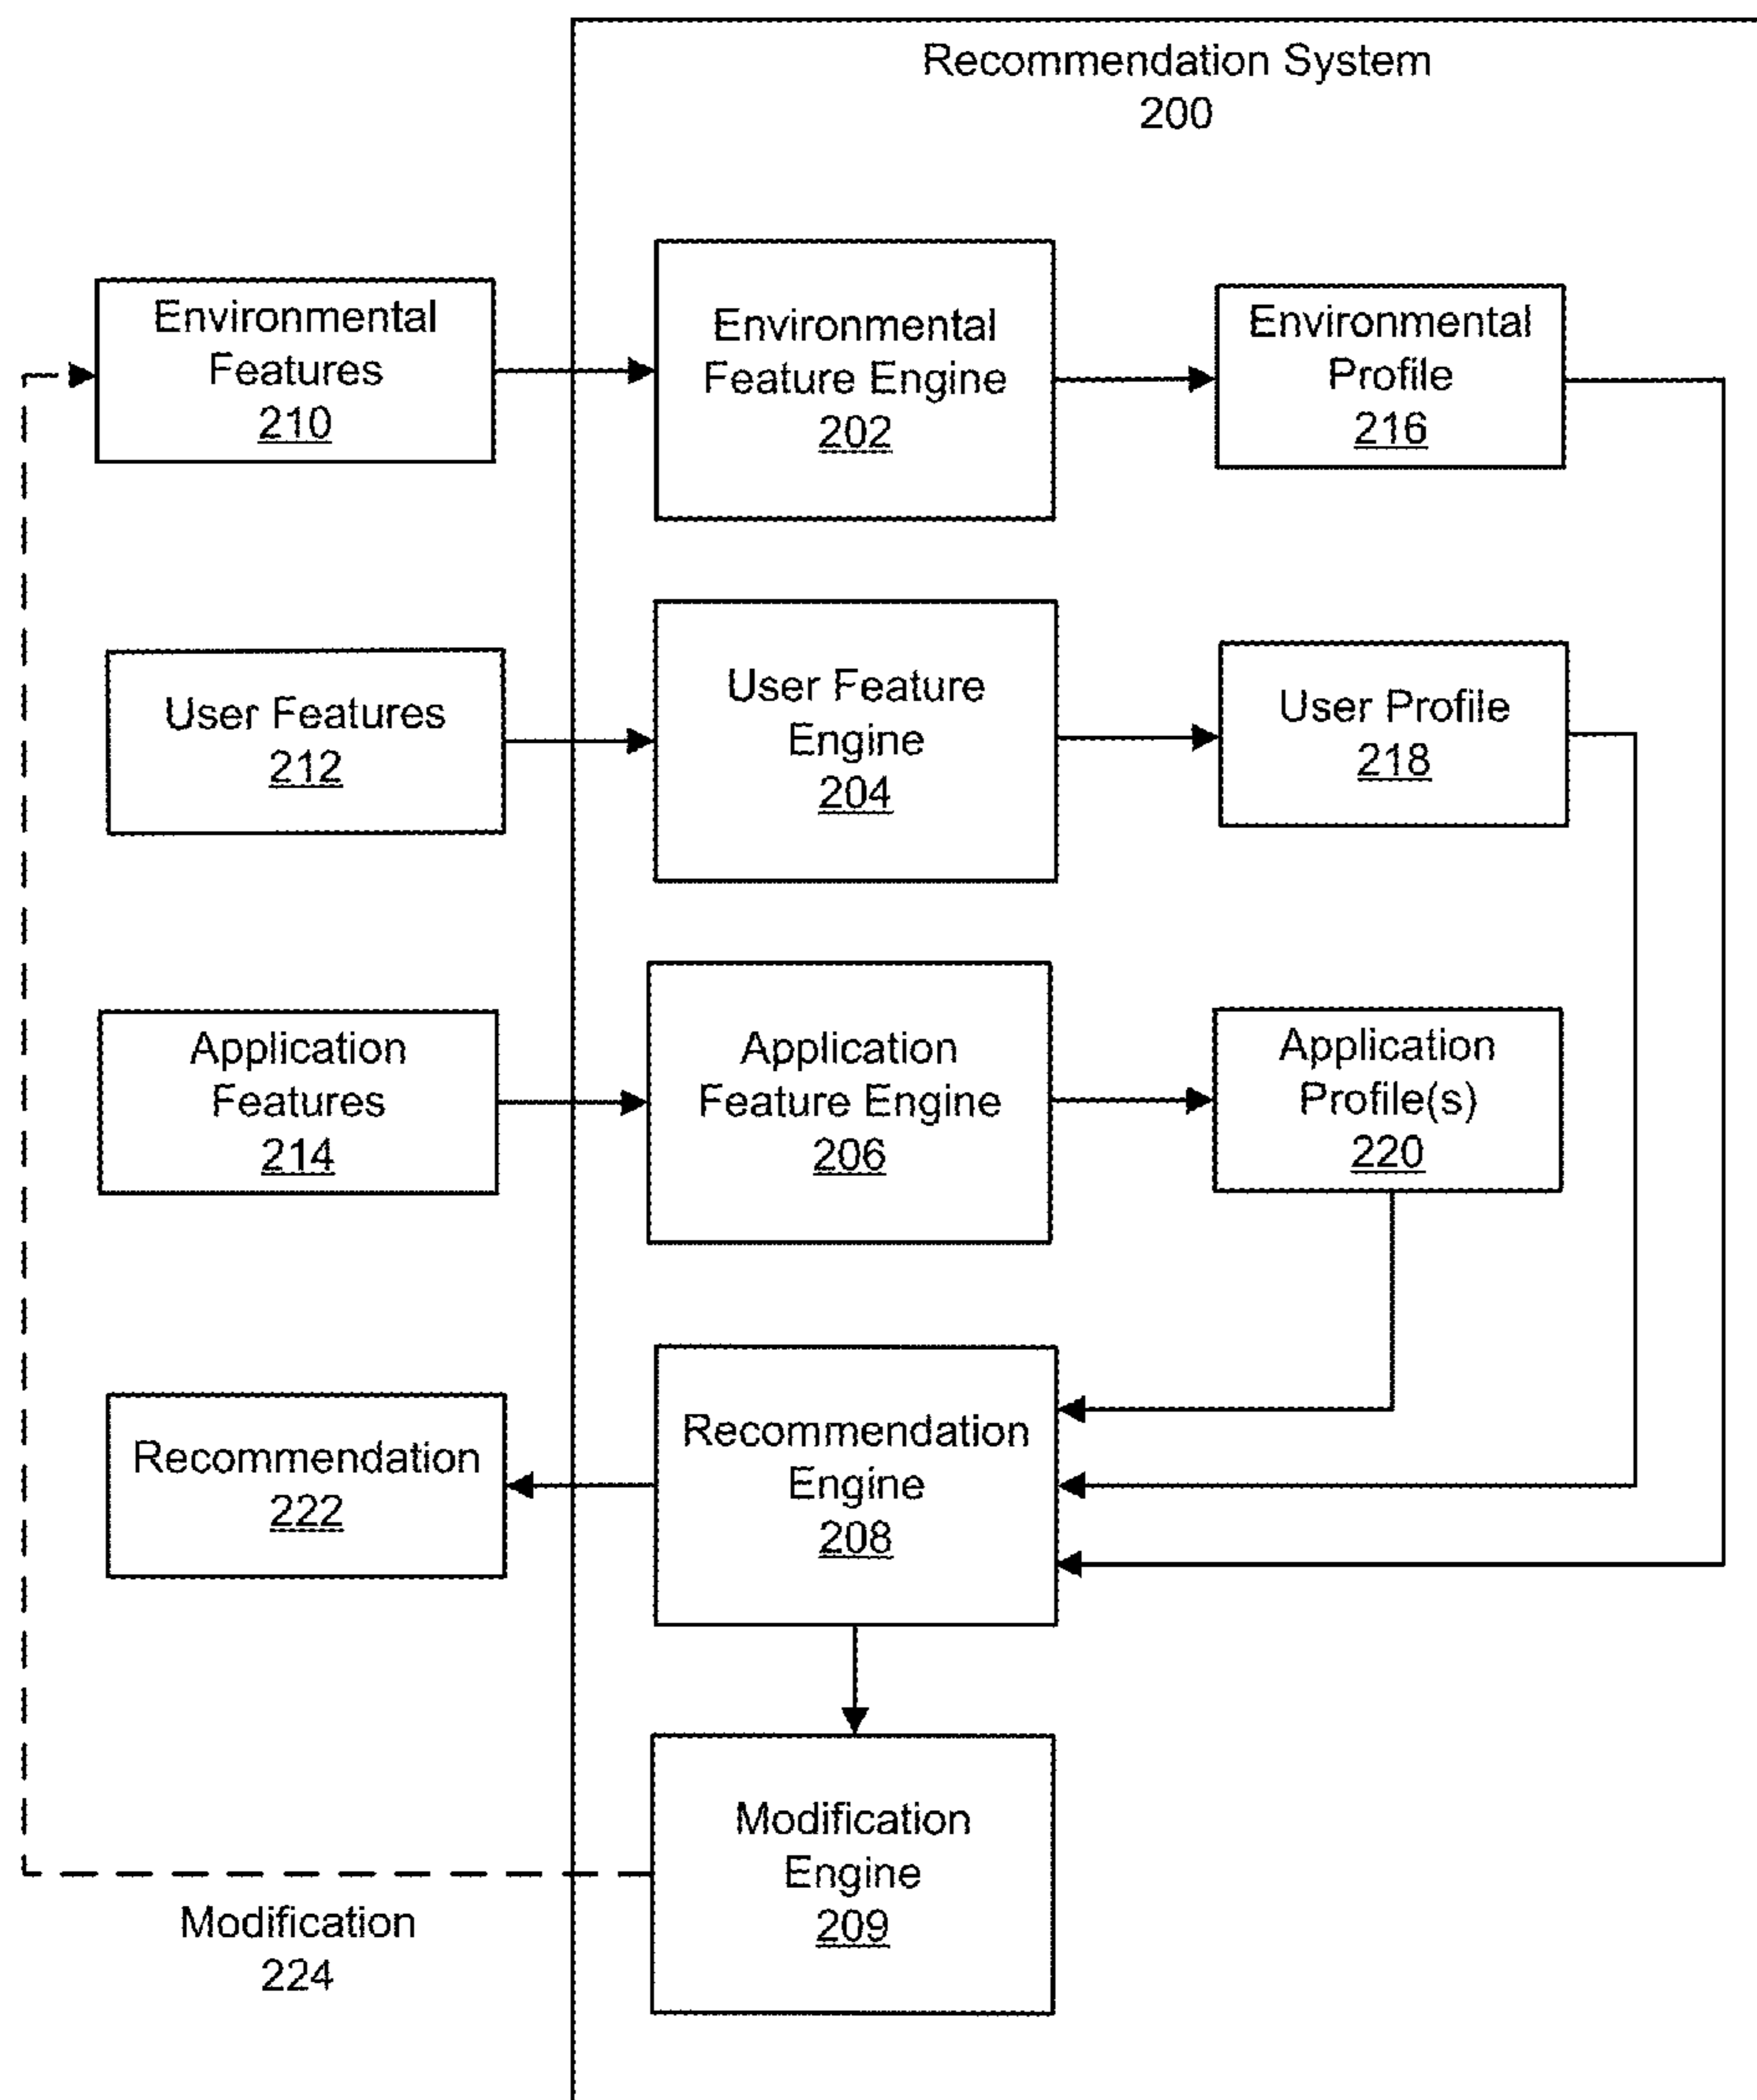 Recommendation System
200
Environmental
Features
210
Environmental
Feature Engine
202
Environmental
Profile
216
User Features
212
User Feature
Engine
204
User Profile
218
Application
Features
214
Application
Feature Engine
206
Application
Profile(s)
220
Recommendation
222
Recommendation
Engine
208
Modification
Engine
209
Modification
224